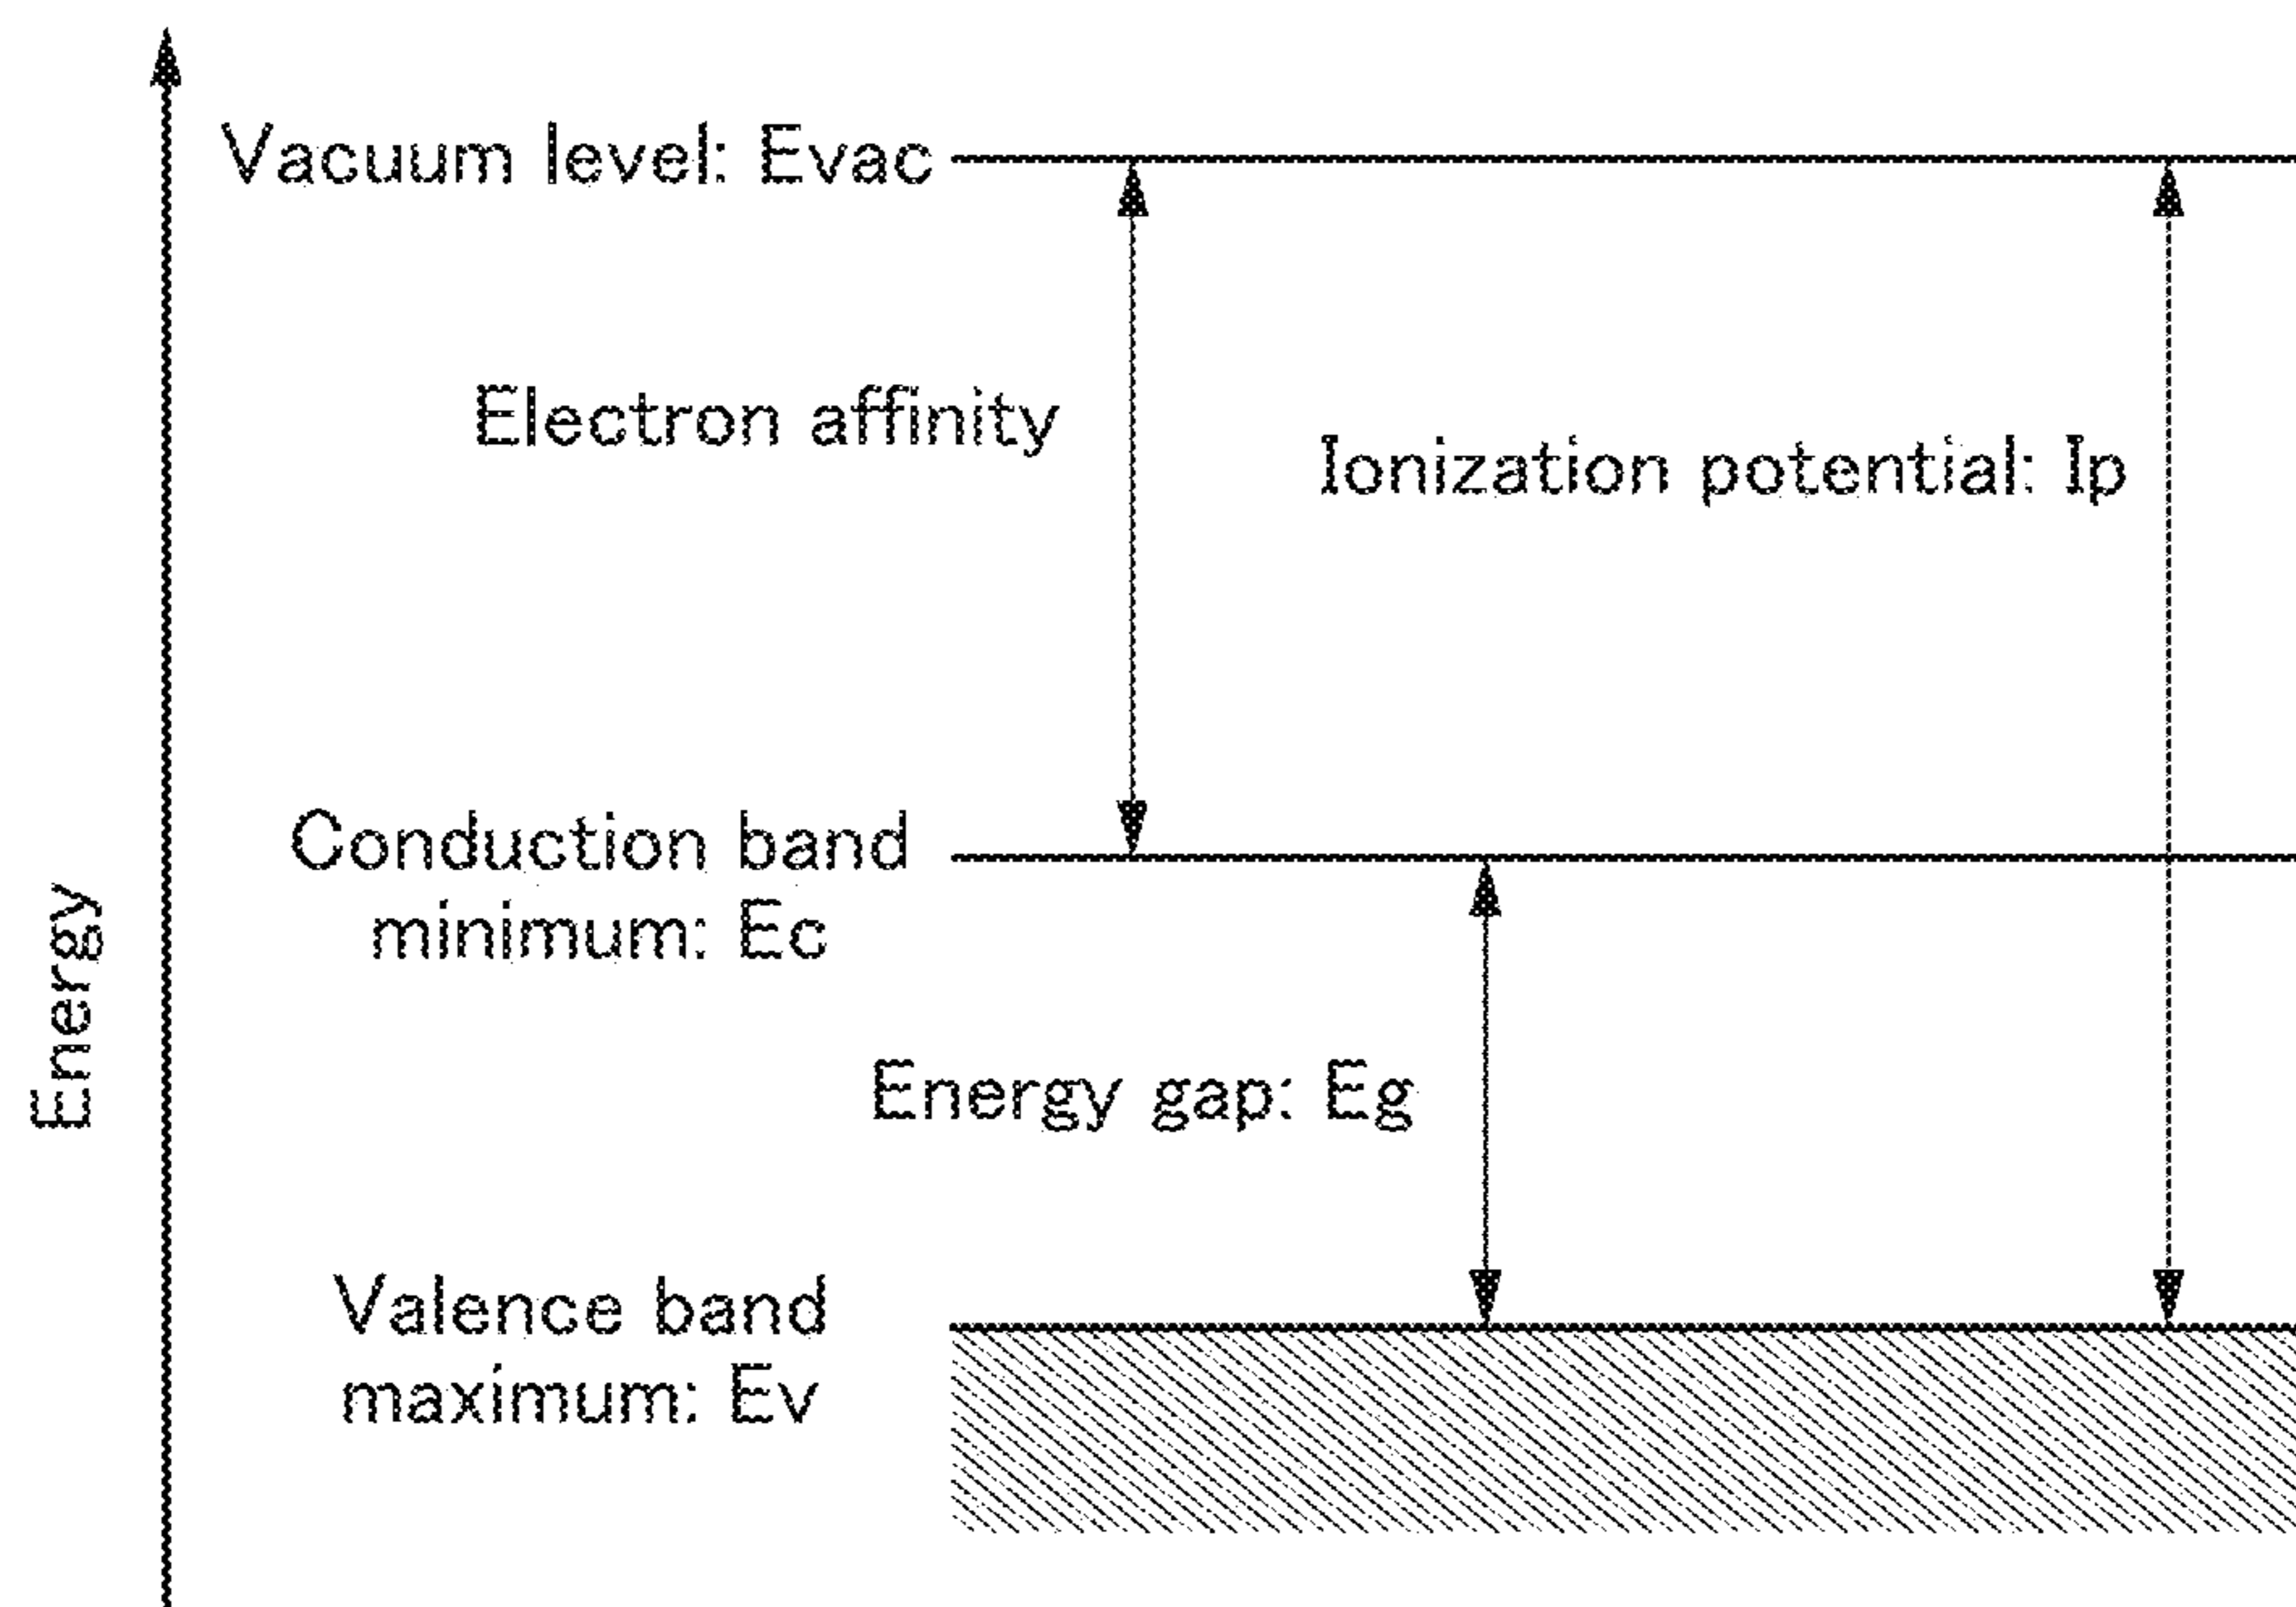 Vacuum level: Evac
Electron affinity
Ionization potential: Ip
Conduction band
minimum: Ec
Energy
Energy gap: Eg
Valence band
maximum: Ev